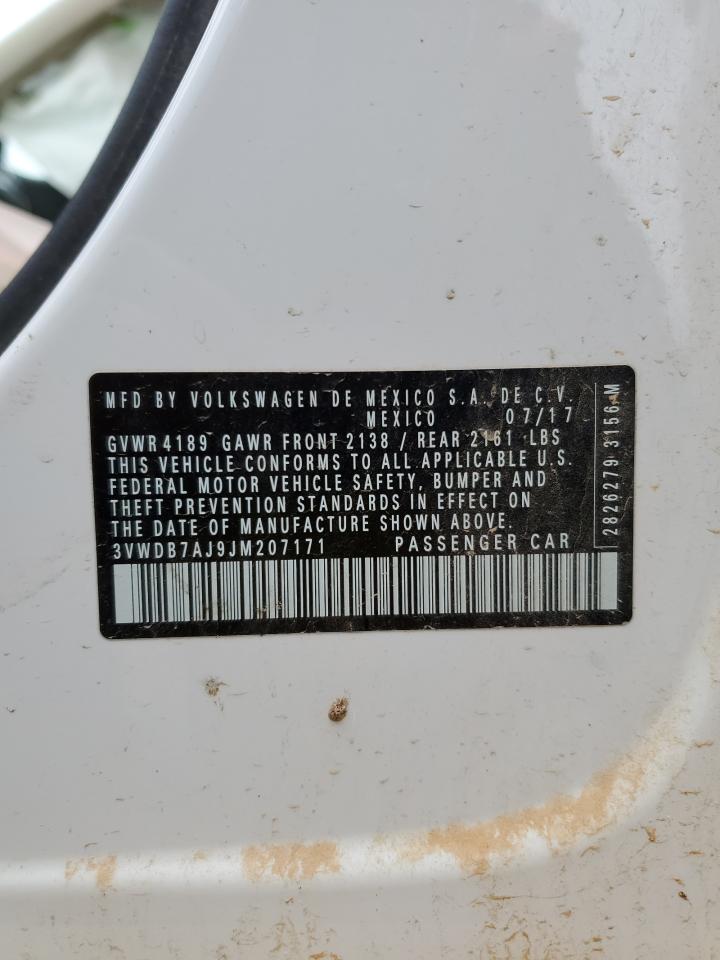 MFD BY VOLKSWAGEN DE MEXICO S.A. DE C.V.
MEXICO 07/17
GVWR 4189 GAWR FRONT 2138 / REAR 2161 LBS
THIS VEHICLE CONFORMS TO ALL APPLICABLE U.S.
FEDERAL MOTOR VEHICLE SAFETY, BUMPER AND
THEFT PREVENTION STANDARDS IN EFFECT ON
THE DATE OF MANUFACTURE SHOWN ABOVE.
3VWDB7AJ9JM207171 PASSENGER CAR
2826279 3156 M